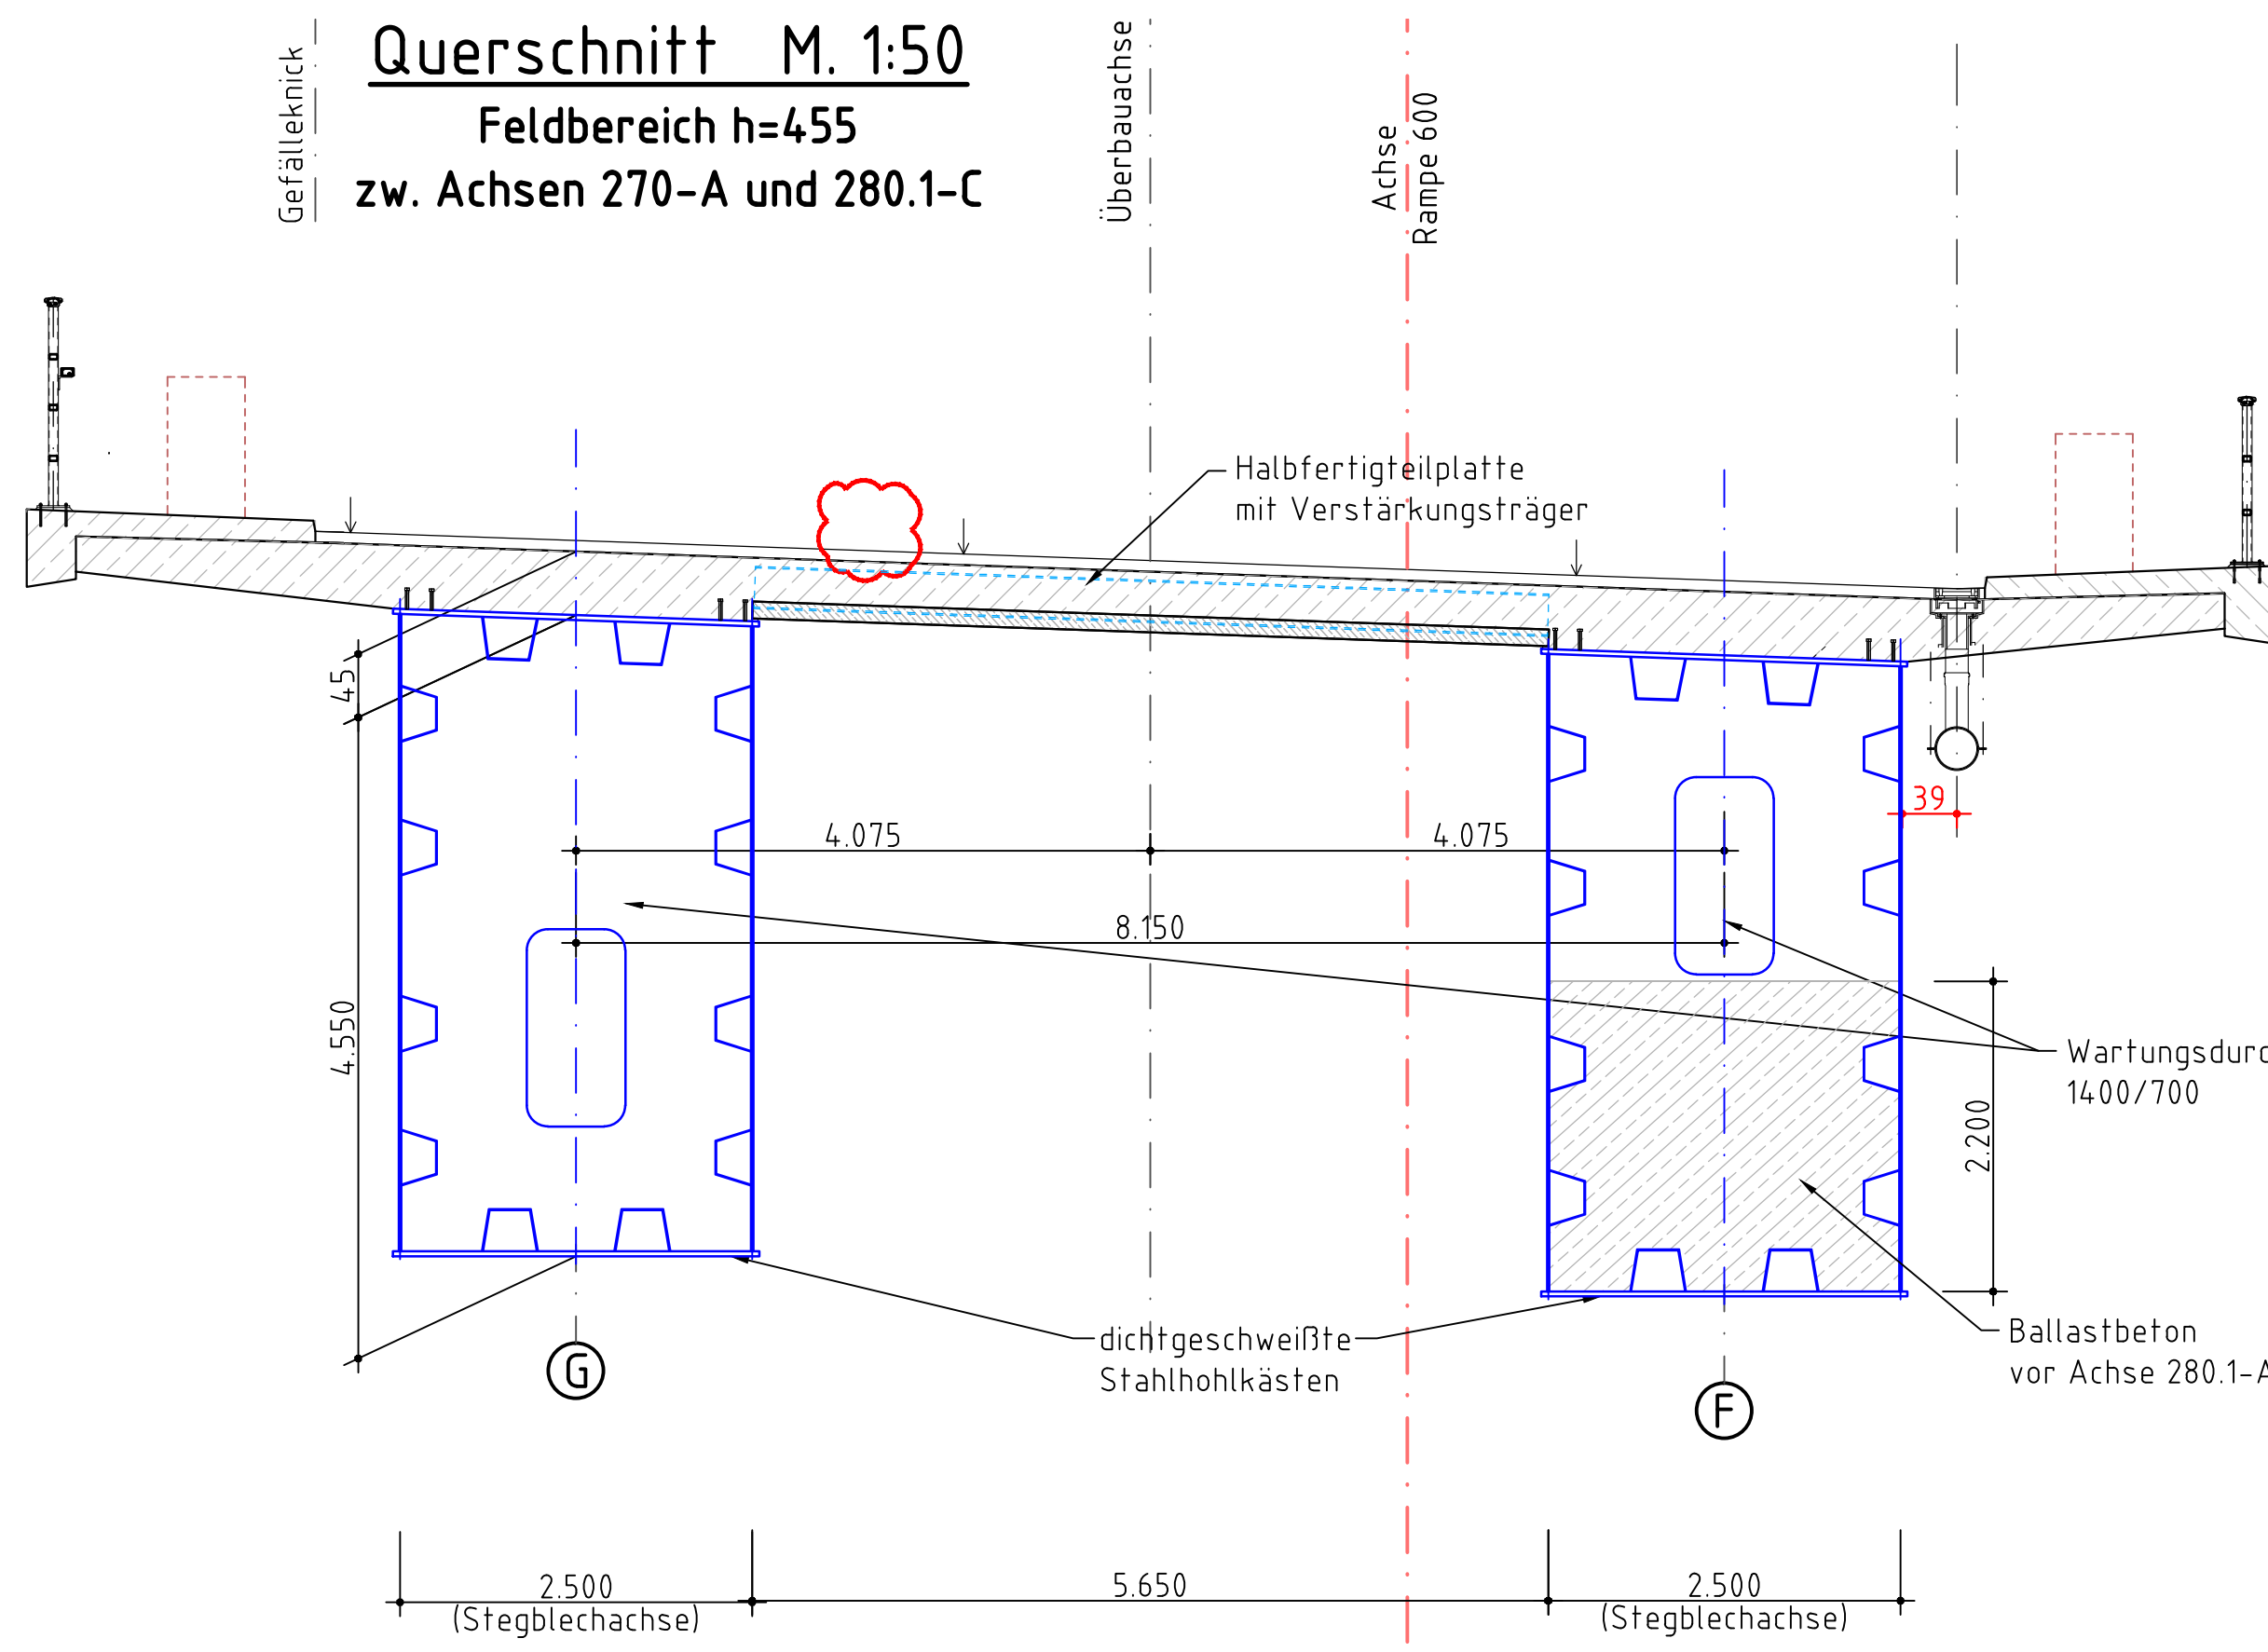 Querschnitt M. 1:50
Feldbereich h=455
zw. Achsen 270-A und 280.1-C
Gefälleknick
Überbauachse
Achse
Rampe 600
Halbfertigteilplatte
mit Verstärkungsträger
45
39
4.075
4.075
8.150
4.550
Wartungsdurc
1400/700
2.200
Ballastbeton
vor Achse 280.1-A
dichtgeschweißte
Stahlhohlkästen
G
F
2.500
(Stegblechachse)
5.650
2.500
(Stegblechachse)